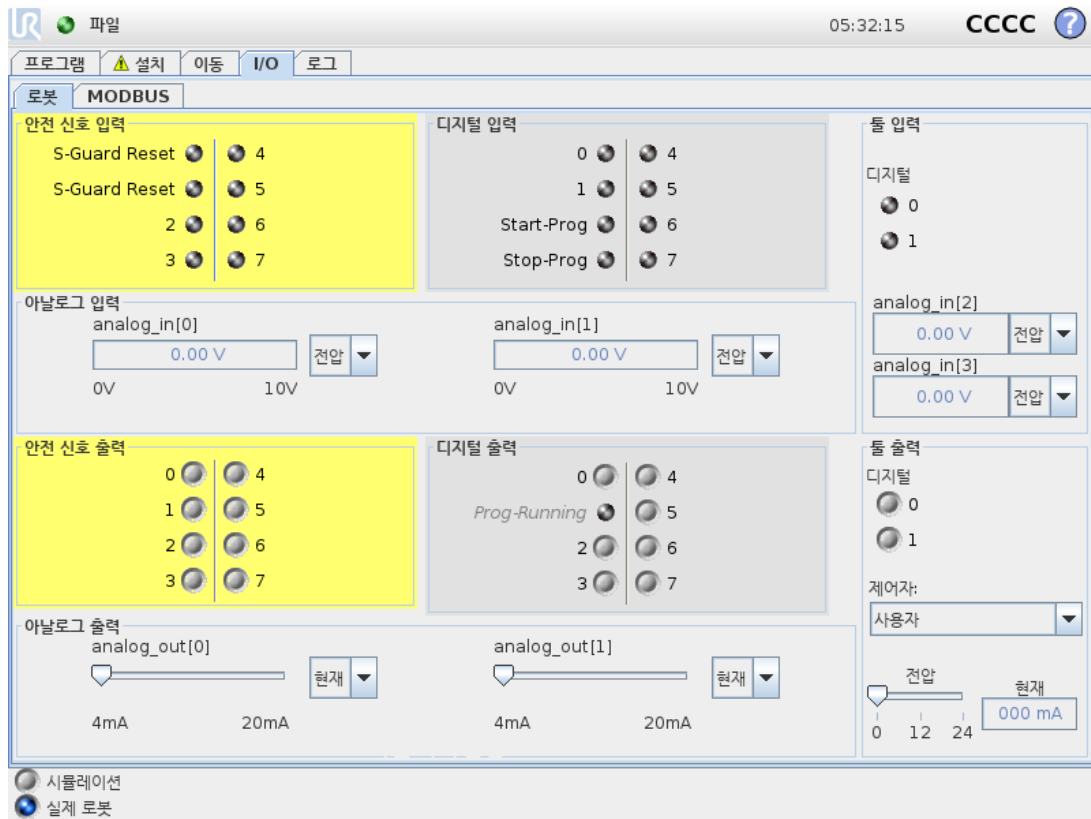 UR 파일 05:32:15 CCCC ?
프로그램 설치 이동 I/O 로그
로봇 MODBUS
안전 신호 입력
S-Guard Reset 4
S-Guard Reset 5
2 6
3 7
디지털 입력
0 4
1 5
Start-Prog 6
Stop-Prog 7
툴 입력
디지털
0
1
analog_in[2]
0.00 V 전압
analog_in[3]
0.00 V 전압
아날로그 입력
analog_in[0] analog_in[1]
0.00 V 전압 0.00 V 전압
0V 10V 0V 10V
안전 신호 출력
0 4
1 5
2 6
3 7
디지털 출력
0 4
Prog-Running 5
2 6
3 7
툴 출력
디지털
0
1
제어자:
사용자
전압 현재
000 mA
0 12 24
아날로그 출력
analog_out[0] analog_out[1]
현재 현재
4mA 20mA 4mA 20mA
시뮬레이션
실제 로봇